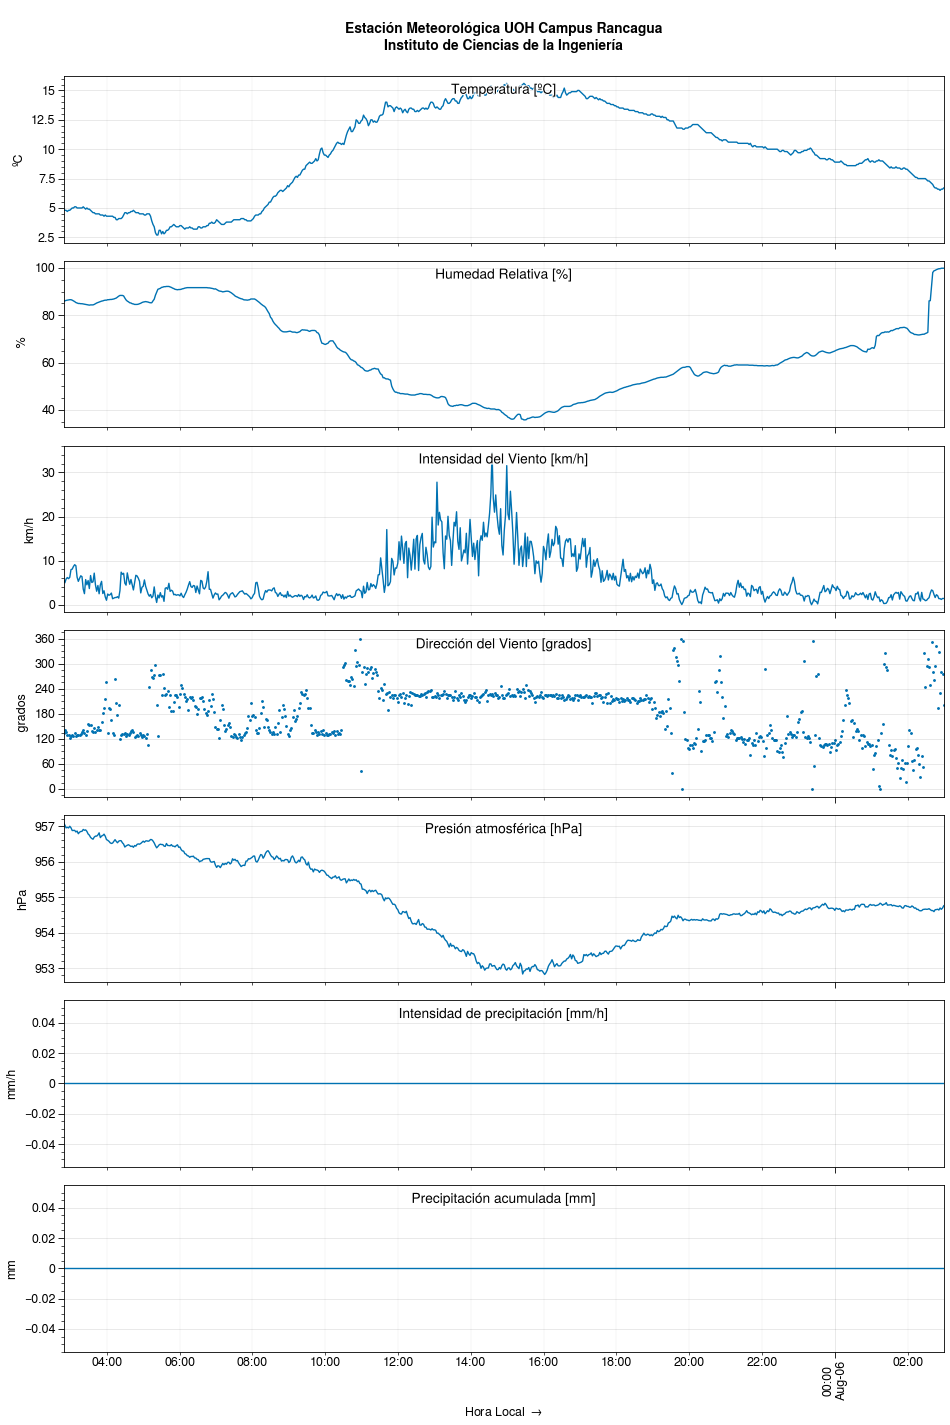 Estación Meteorológica UOH Campus Rancagua
Instituto de Ciencias de la Ingeniería
Temperatura [ºC]
ºC
15
12.5
10
7.5
5
2.5
Humedad Relativa [%]
%
100
80
60
40
Intensidad del Viento [km/h]
km/h
30
20
10
0
Dirección del Viento [grados]
grados
360
300
240
180
120
60
0
Presión atmosférica [hPa]
hPa
957
956
955
954
953
Intensidad de precipitación [mm/h]
mm/h
0.04
0.02
0
−0.02
−0.04
Precipitación acumulada [mm]
mm
0.04
0.02
0
−0.02
−0.04
04:00 06:00 08:00 10:00 12:00 14:00 16:00 18:00 20:00 22:00 00:00 02:00
Aug-06
Hora Local →